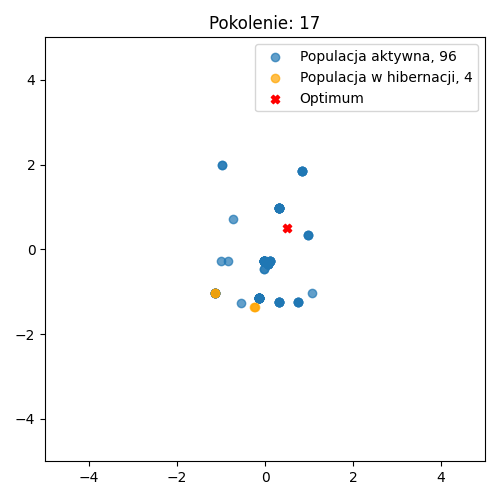 Pokolenie: 17
Populacja aktywna, 96
Populacja w hibernacji, 4
Optimum
4
2
0
−2
−4
−4 −2 0 2 4